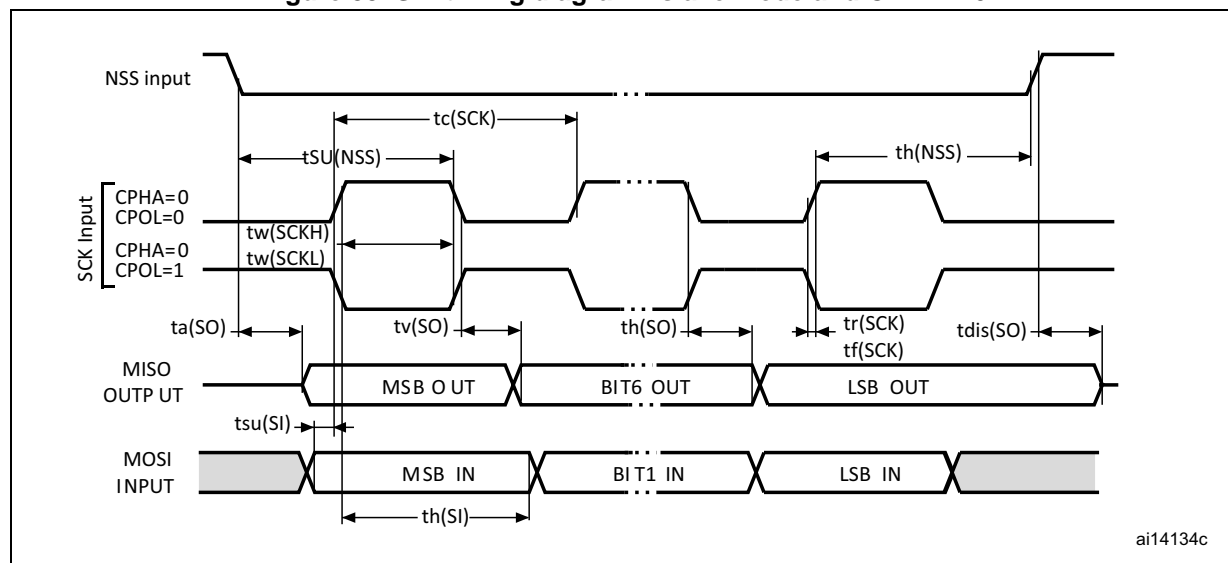 NSS input
tc(SCK)
tSU(NSS)
th(NSS)
SCK Input
CPHA=0
CPOL=0
CPHA=0
CPOL=1
tw(SCKH)
tw(SCKL)
ta(SO)
tv(SO)
th(SO)
tr(SCK)
tf(SCK)
tdis(SO)
MISO
OUTP UT
MSB O UT
BIT6 OUT
LSB OUT
tsu(SI)
MOSI
INPUT
MSB IN
BI T1 IN
LSB IN
th(SI)
ai14134c